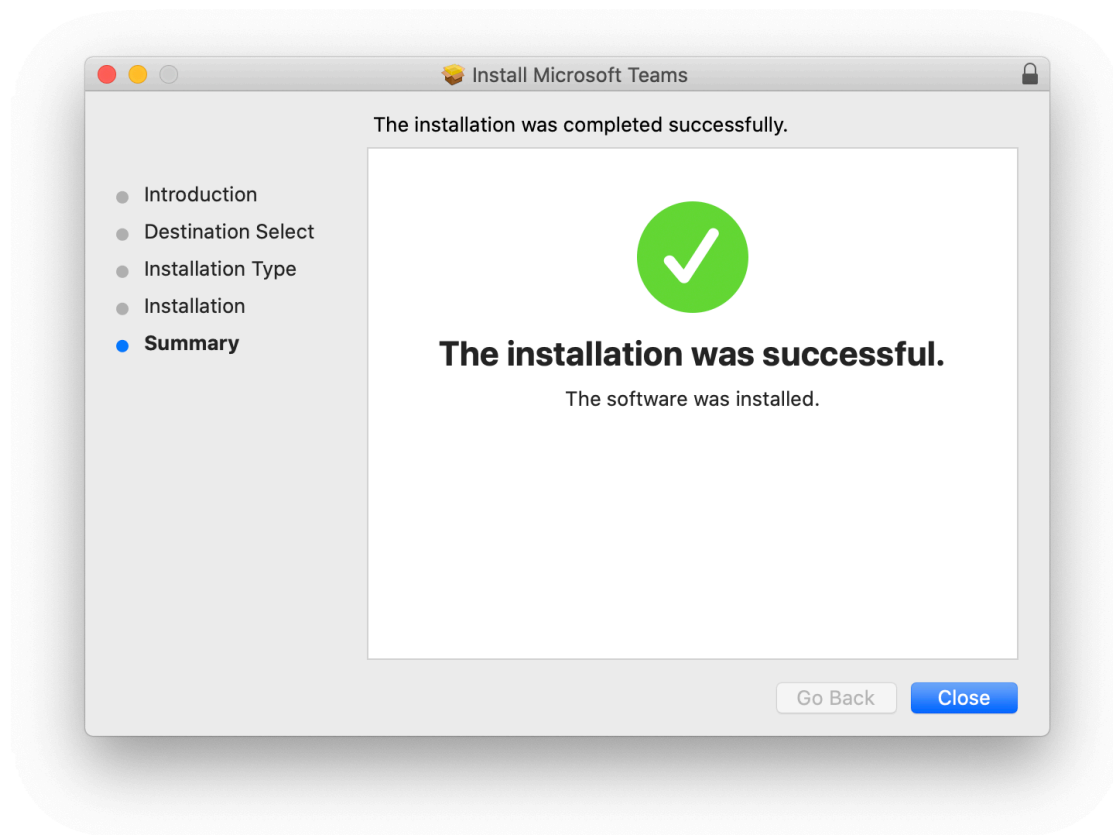 Install Microsoft Teams
The installation was completed successfully.
Introduction
Destination Select
Installation Type
Installation
Summary
The installation was successful.
The software was installed.
Go Back
Close